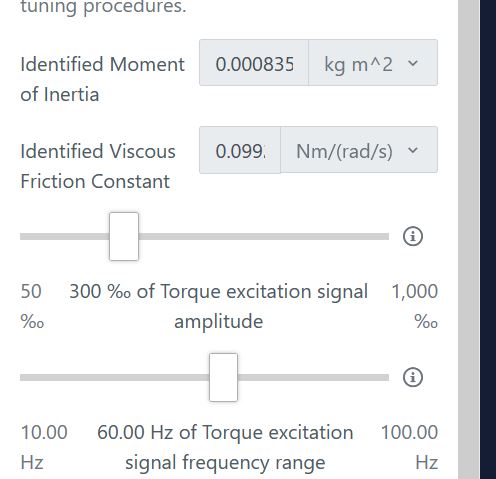 tuning procedures.
Identified Moment 0.000835 kg m^2
of Inertia
Identified Viscous 0.099 Nm/(rad/s)
Friction Constant
50 300 ‰ of Torque excitation signal 1,000
‰ amplitude ‰
10.00 60.00 Hz of Torque excitation 100.00
Hz signal frequency range Hz